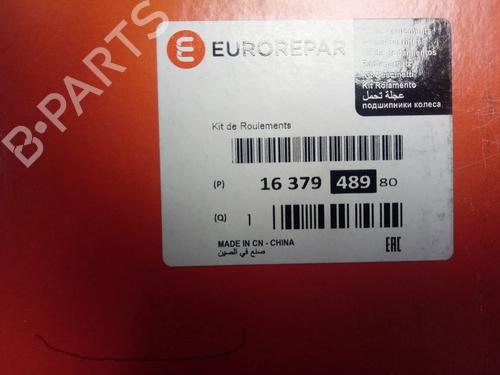 EUROREPAR
Kit Rolamento
عجلة تحمل
подшипники колеса
Kit de Roulements
(P) 16 379 489 80
(Q) 1
MADE IN CN - CHINA
صنع في الصين
EAC
B-PARTS